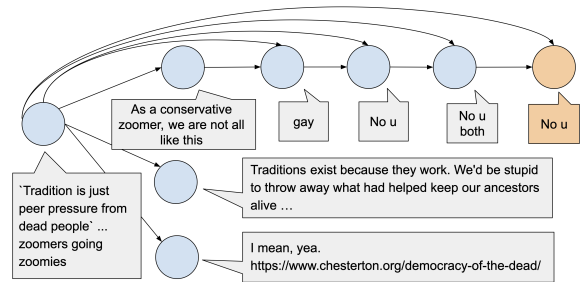 As a conservative
zoomer, we are not all
like this
gay
No u
No u
both
No u
`Tradition is just
peer pressure from
dead people` ...
zoomers going
zoomies
Traditions exist because they work. We'd be stupid
to throw away what had helped keep our ancestors
alive ...
I mean, yea.
https://www.chesterton.org/democracy-of-the-dead/